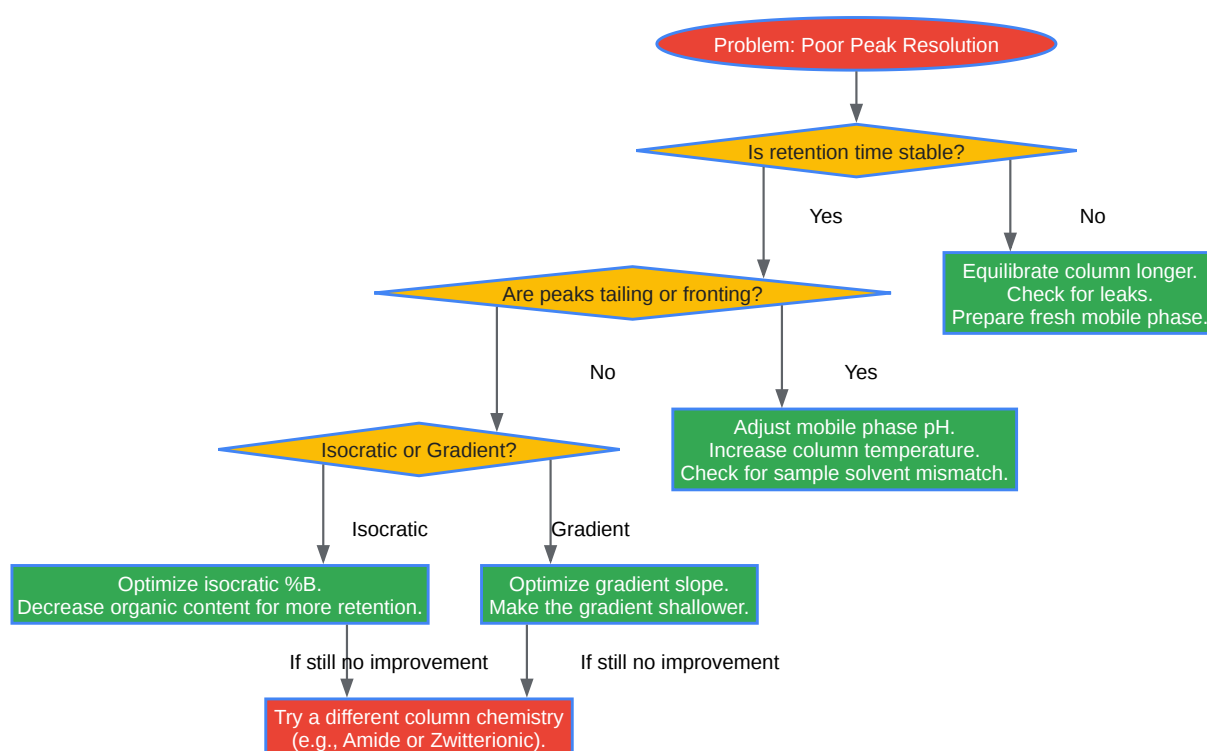 Problem: Poor Peak Resolution
Is retention time stable?
Yes
No
Equilibrate column longer.
Check for leaks.
Prepare fresh mobile phase.
Are peaks tailing or fronting?
No
Yes
Adjust mobile phase pH.
Increase column temperature.
Check for sample solvent mismatch.
Isocratic or Gradient?
Isocratic
Gradient
Optimize isocratic %B.
Decrease organic content for more retention.
Optimize gradient slope.
Make the gradient shallower.
If still no improvement
If still no improvement
Try a different column chemistry
(e.g., Amide or Zwitterionic).